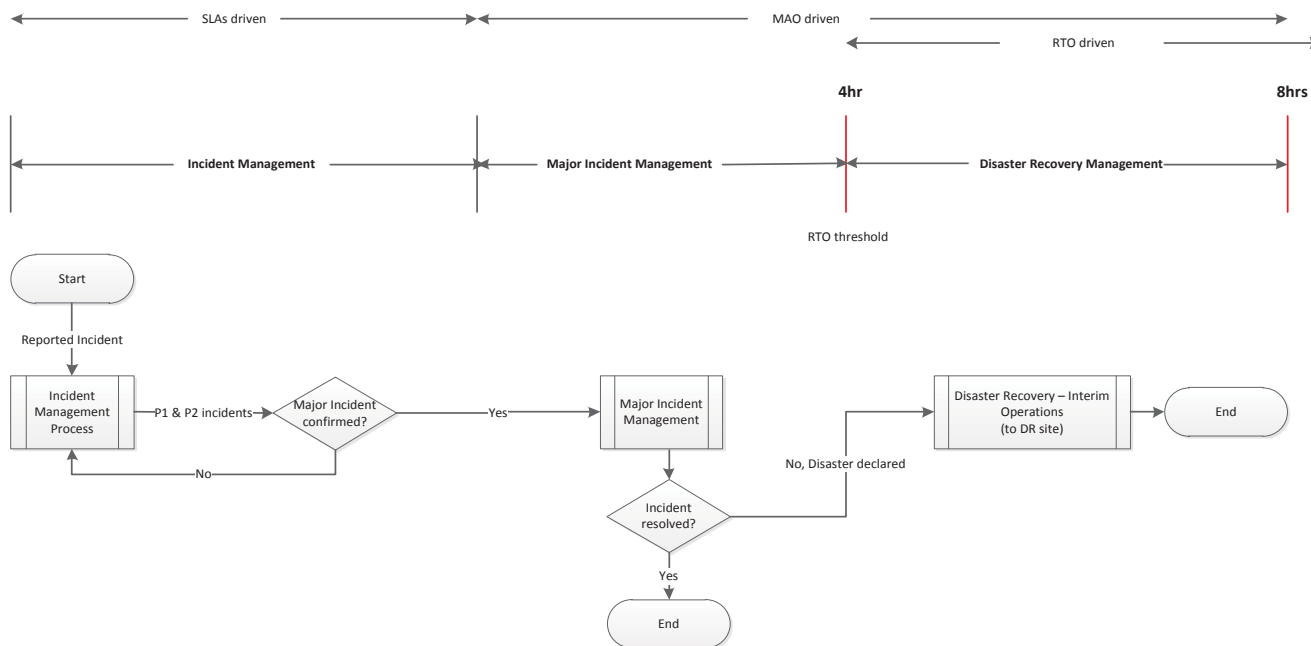 SLAs driven
MAO driven
RTO driven
4hr
8hrs
Incident Management
Major Incident Management
Disaster Recovery Management
RTO threshold
Start
Reported Incident
Incident
Management
Process
P1 & P2 incidents
Major Incident
confirmed?
Yes
No
Major Incident
Management
Disaster Recovery – Interim
Operations
(to DR site)
End
No, Disaster declared
Incident
resolved?
Yes
End